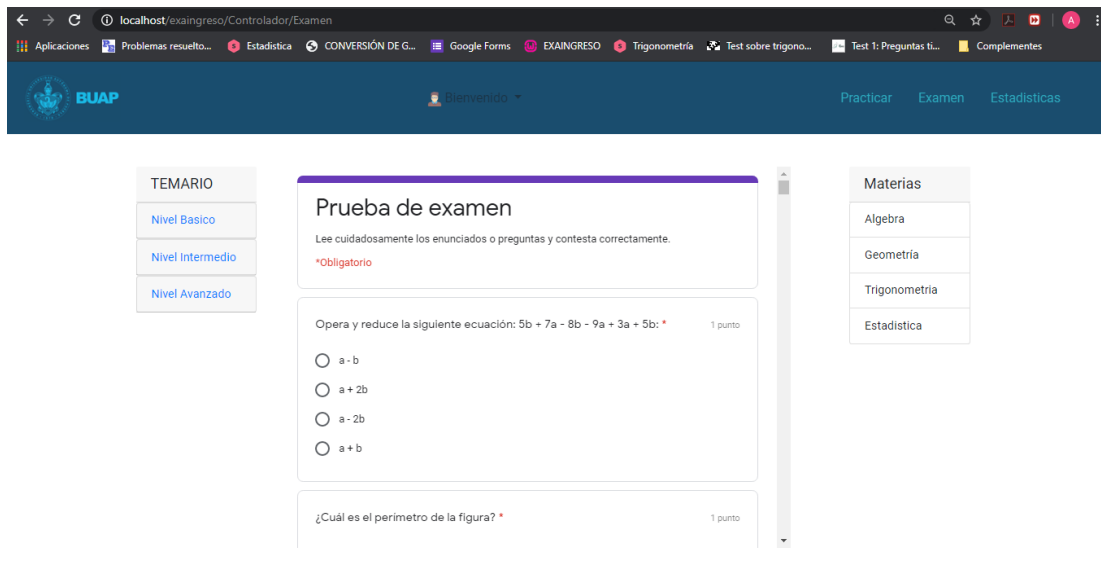 localhost/exaingreso/Controlador/Examen
A
Aplicaciones Problemas resuelto... Estadistica CONVERSIÓN DE G... Google Forms EXAINGRESO Trigonometría Test sobre trigono... Test 1: Preguntas ti... Complementes
BUAP Bienvenido Practicar Examen Estadisticas
TEMARIO
Nivel Basico
Nivel Intermedio
Nivel Avanzado
Prueba de examen
Lee cuidadosamente los enunciados o preguntas y contesta correctamente.
*Obligatorio
Opera y reduce la siguiente ecuación: 5b + 7a - 8b - 9a + 3a + 5b: * 1 punto
a - b
a + 2b
a - 2b
a + b
¿Cuál es el perimetro de la figura? * 1 punto
Materias
Algebra
Geometría
Trigonometria
Estadistica